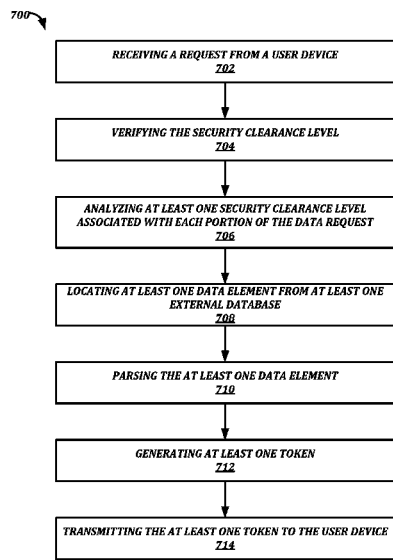 700
RECEIVING A REQUEST FROM A USER DEVICE
702
VERIFYING THE SECURITY CLEARANCE LEVEL
704
ANALYZING AT LEAST ONE SECURITY CLEARANCE LEVEL
ASSOCIATED WITH EACH PORTION OF THE DATA REQUEST
706
LOCATING AT LEAST ONE DATA ELEMENT FROM AT LEAST ONE
EXTERNAL DATABASE
708
PARSING THE AT LEAST ONE DATA ELEMENT
710
GENERATING AT LEAST ONE TOKEN
712
TRANSMITTING THE AT LEAST ONE TOKEN TO THE USER DEVICE
714